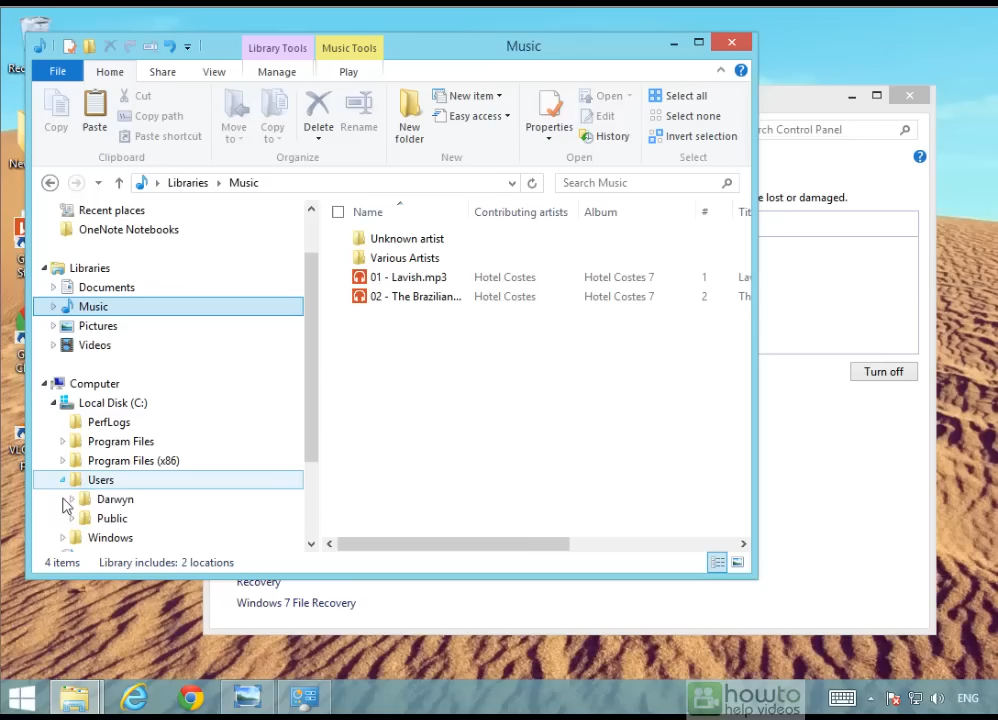 Library Tools
Music Tools
Music
File
Home
Share
View
Manage
Play
Copy
Paste
Cut
Copy path
Paste shortcut
Clipboard
Move to
Copy to
Delete
Rename
Organize
New folder
New item
Easy access
New
Properties
Open
Edit
History
Open
Select all
Select none
Invert selection
Select
Libraries
Music
Search Music
rch Control Panel
e lost or damaged.
Turn off
Recent places
OneNote Notebooks
Libraries
Documents
Music
Pictures
Videos
Computer
Local Disk (C:)
PerfLogs
Program Files
Program Files (x86)
Users
Darwyn
Public
Windows
Name Contributing artists Album # Tit
Unknown artist
Various Artists
01 - Lavish.mp3 Hotel Costes Hotel Costes 7 1 La
02 - The Brazilian... Hotel Costes Hotel Costes 7 2 Th
4 items Library includes: 2 locations
Recovery
Windows 7 File Recovery
howto
help videos
ENG